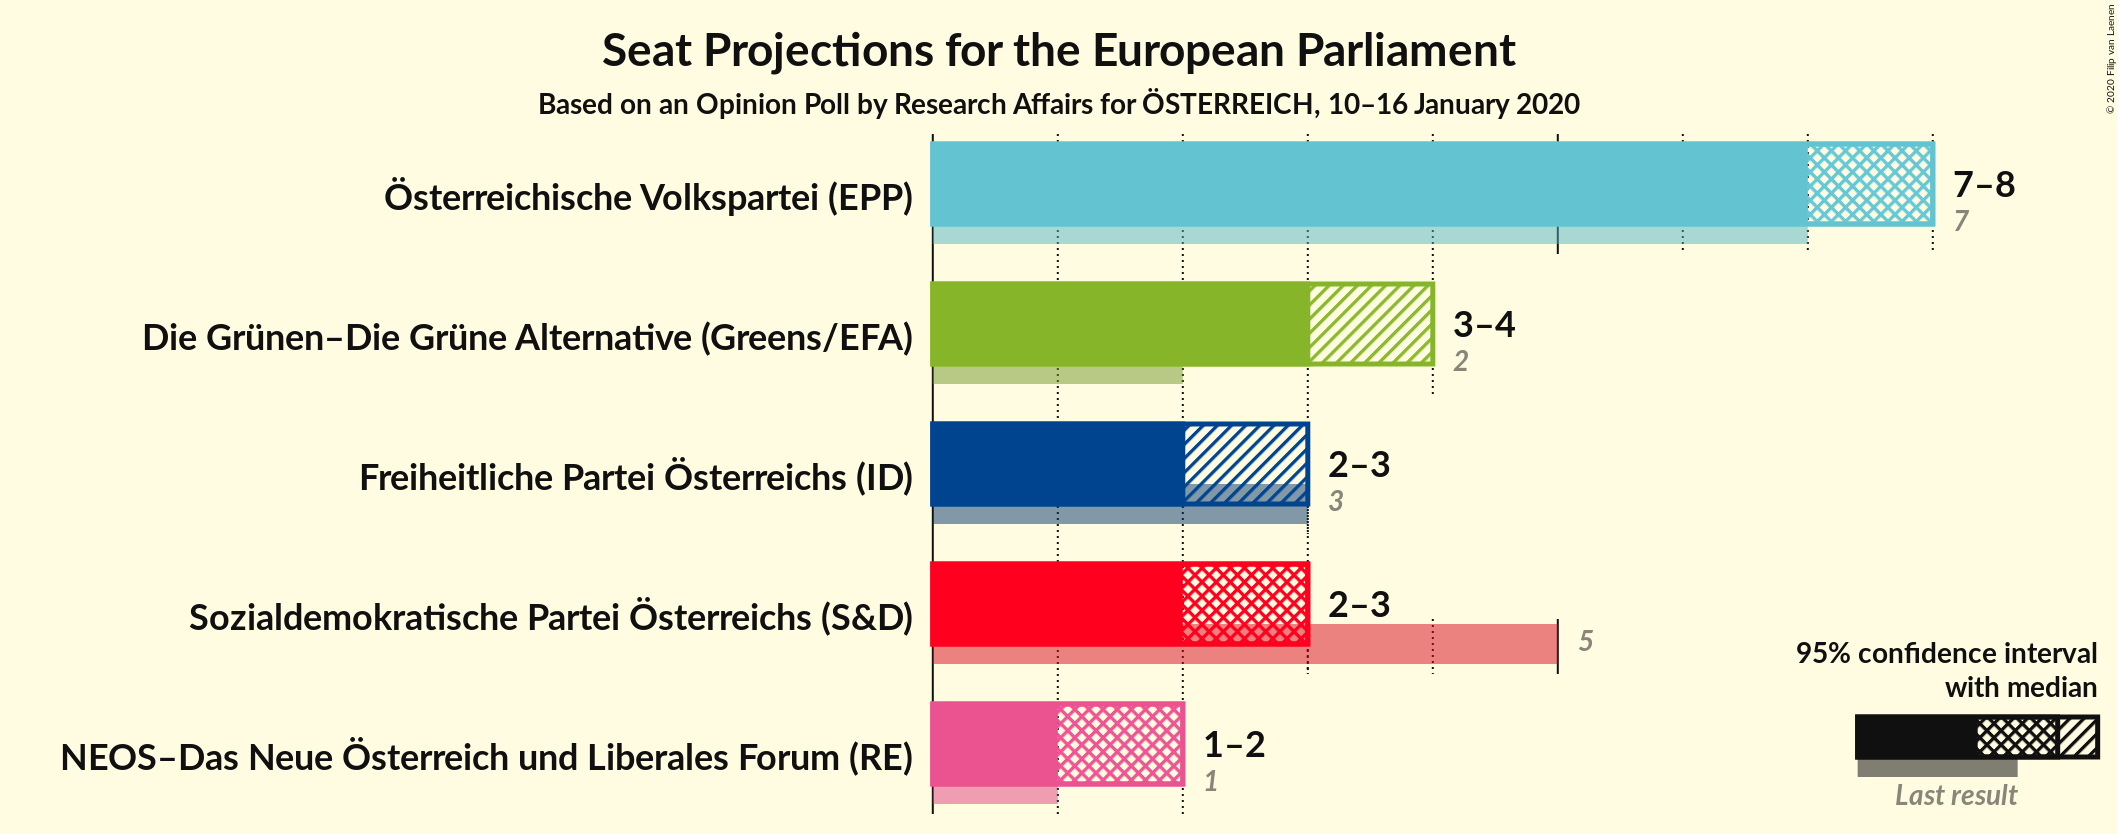 Seat Projections for the European Parliament
Based on an Opinion Poll by Research Affairs for ÖSTERREICH, 10–16 January 2020
© 2020 Filip van Laenen
Österreichische Volkspartei (EPP)
7–8
7
Die Grünen–Die Grüne Alternative (Greens/EFA)
3–4
2
Freiheitliche Partei Österreichs (ID)
2–3
3
Sozialdemokratische Partei Österreichs (S&D)
2–3
5
NEOS–Das Neue Österreich und Liberales Forum (RE)
1–2
1
95% confidence interval
with median
Last result